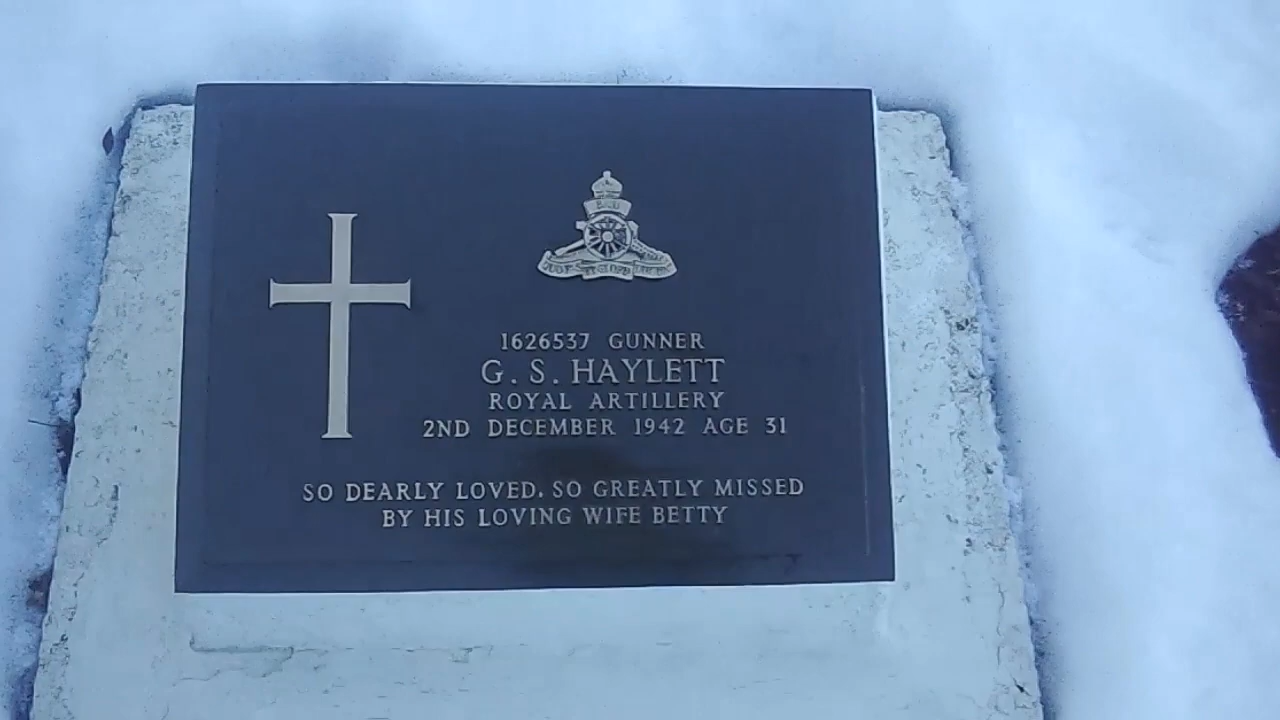 1626537 GUNNER
G. S. HAYLETT
ROYAL ARTILLERY
2ND DECEMBER 1942 AGE 31
SO DEARLY LOVED, SO GREATLY MISSED
BY HIS LOVING WIFE BETTY